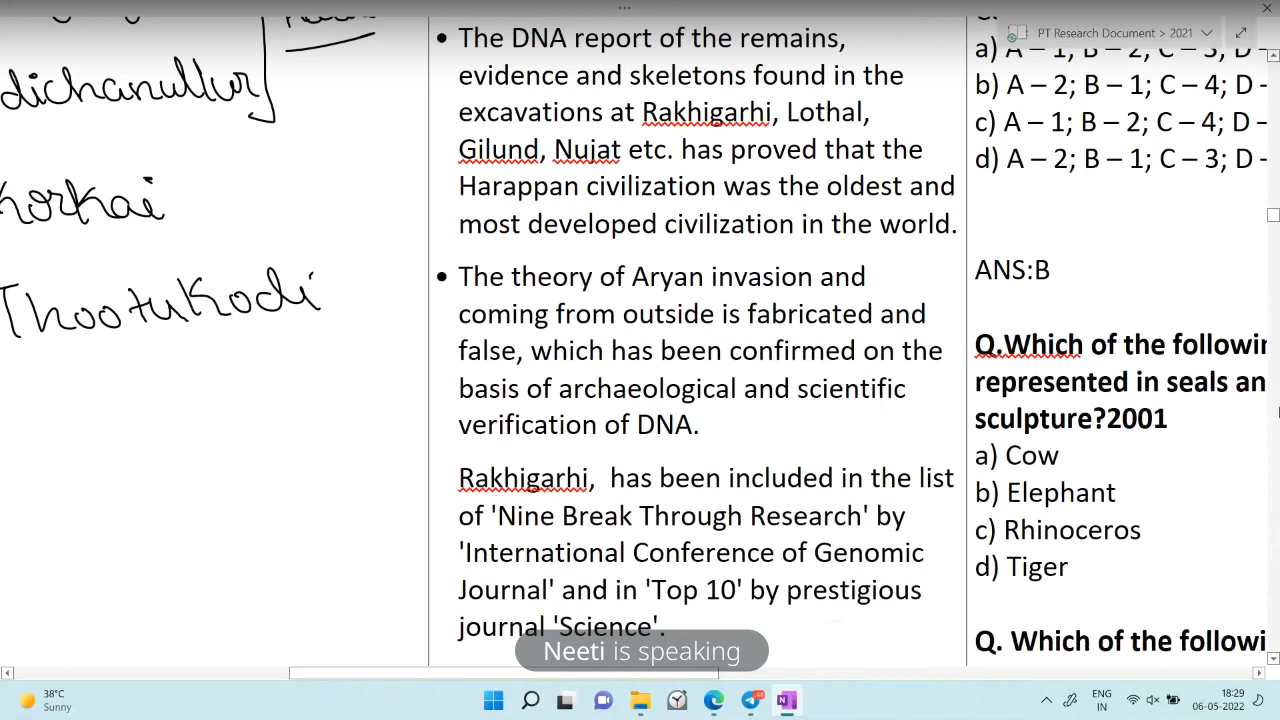 PT Research Document > 2021
dichanullur
Korkai
ThootuKodi
• The DNA report of the remains,
evidence and skeletons found in the
excavations at Rakhigarhi, Lothal,
Gilund, Nujat etc. has proved that the
Harappan civilization was the oldest and
most developed civilization in the world.
• The theory of Aryan invasion and
coming from outside is fabricated and
false, which has been confirmed on the
basis of archaeological and scientific
verification of DNA.
Rakhigarhi, has been included in the list
of 'Nine Break Through Research' by
'International Conference of Genomic
Journal' and in 'Top 10' by prestigious
journal 'Science'.
a) A – 1; B – 2; C – 3; D –
b) A – 2; B – 1; C – 4; D –
c) A – 1; B – 2; C – 4; D –
d) A – 2; B – 1; C – 3; D –
ANS:B
Q.Which of the followin
represented in seals an
sculpture?2001
a) Cow
b) Elephant
c) Rhinoceros
d) Tiger
Q. Which of the followi
Neeti is speaking
38°C
Sunny
48
ENG
IN
18:29
06-05-2022